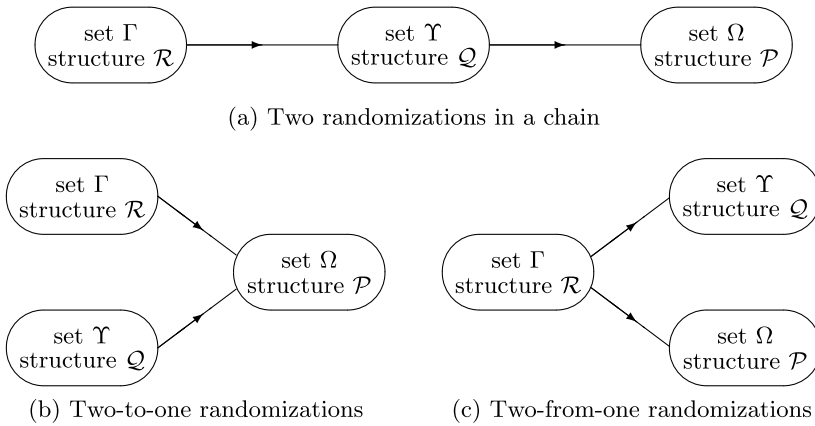 set Γ
structure ℛ
set ϒ
structure 𝒬
set Ω
structure 𝒫
(a) Two randomizations in a chain
set Γ
structure ℛ
set Ω
structure 𝒫
set ϒ
structure 𝒬
(b) Two-to-one randomizations
set ϒ
structure 𝒬
set Γ
structure ℛ
set Ω
structure 𝒫
(c) Two-from-one randomizations